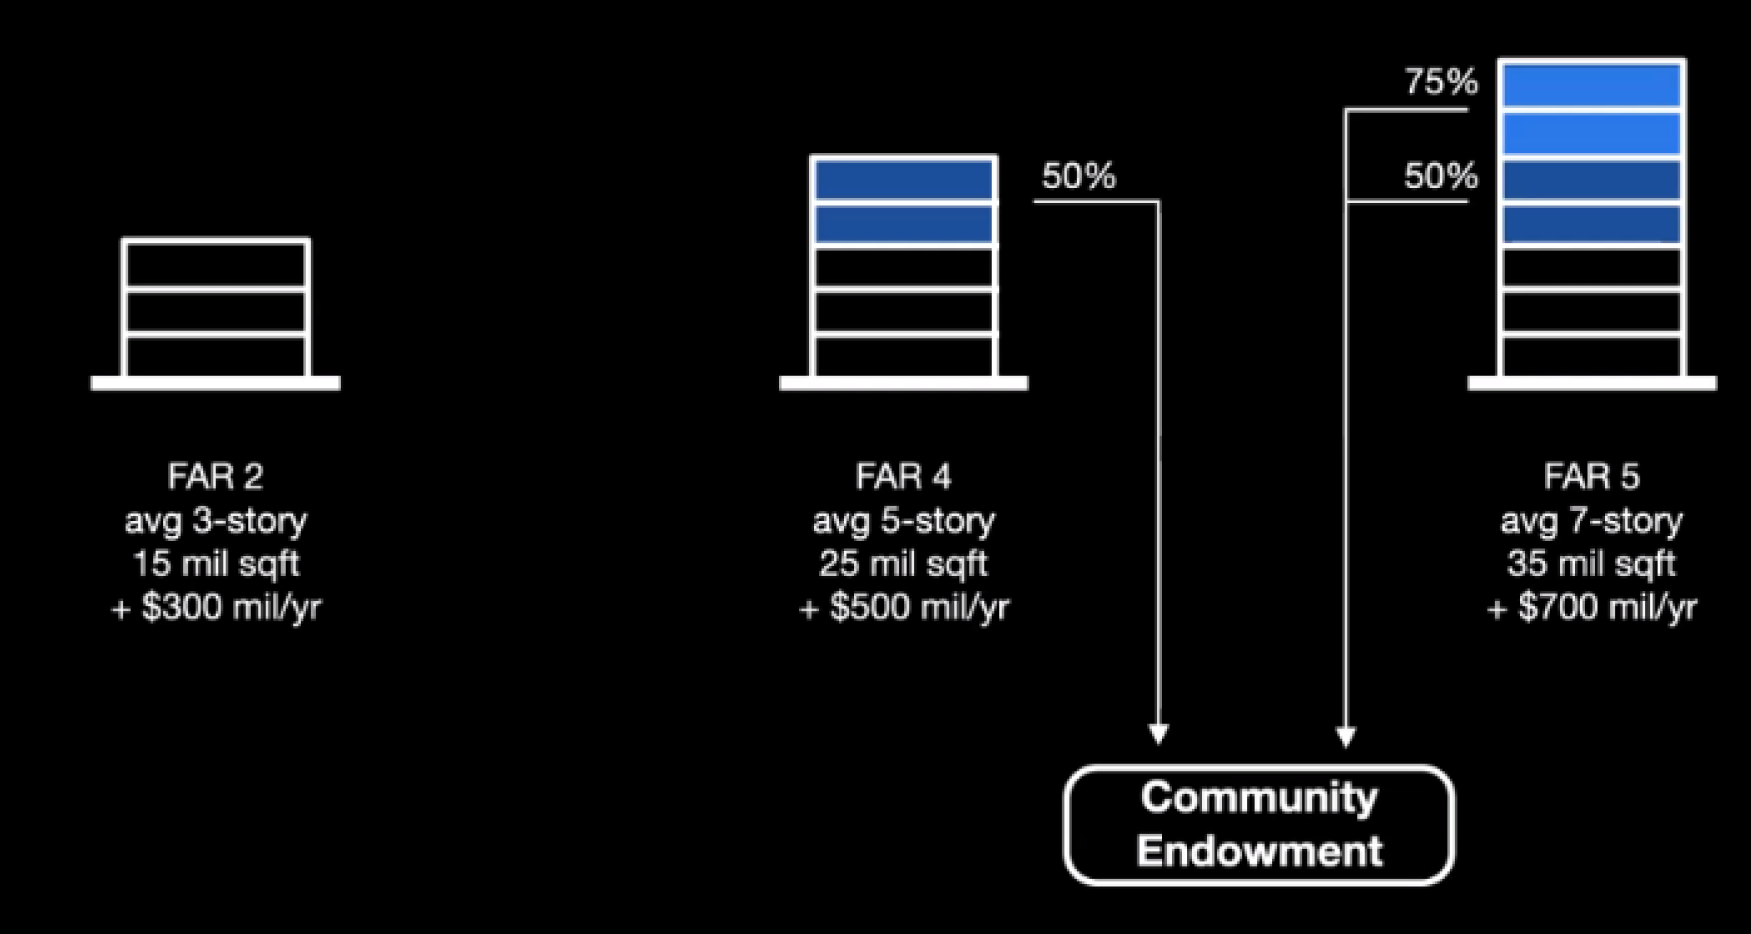 75%
50%
50%
FAR 2
avg 3-story
15 mil sqft
+ $300 mil/yr
FAR 4
avg 5-story
25 mil sqft
+ $500 mil/yr
FAR 5
avg 7-story
35 mil sqft
+ $700 mil/yr
Community
Endowment